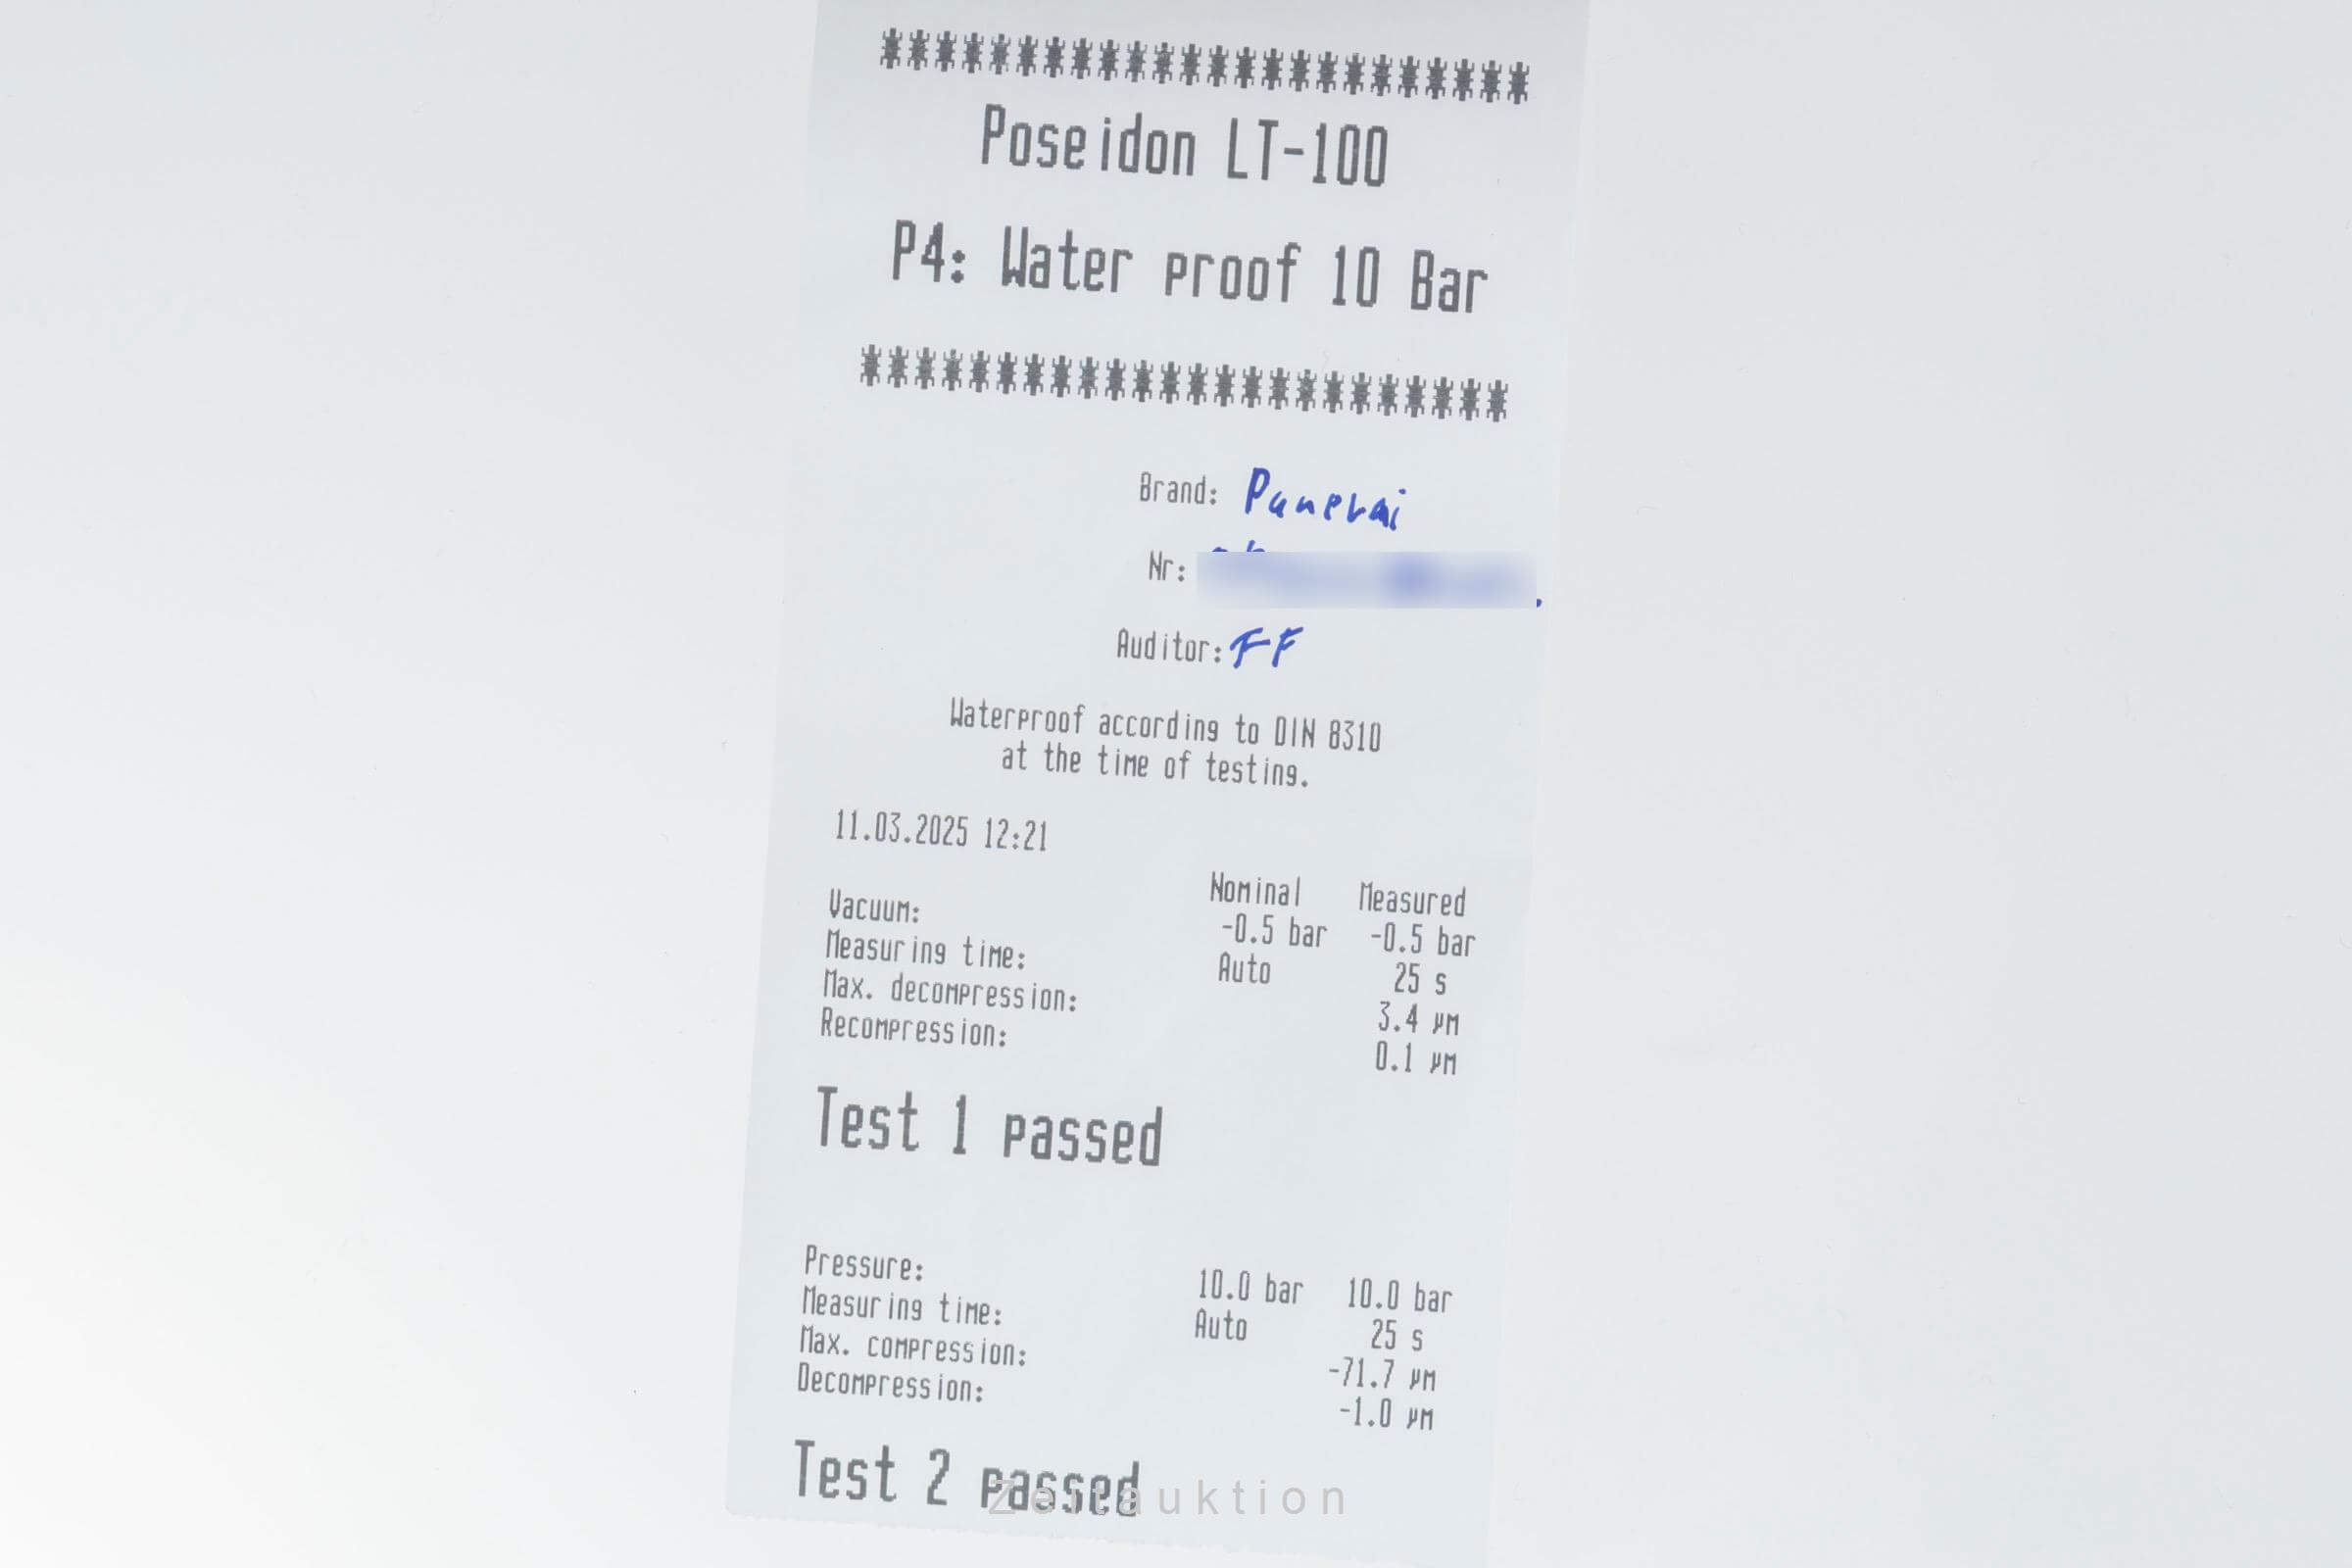 ************************
Poseidon LT-100
P4: Water proof 10 Bar
************************
Brand: Panerai
Nr:
Auditor: FF
Waterproof according to DIN 8310
at the time of testing.
11.03.2025 12:21
Nominal Measured
Vacuum: -0.5 bar -0.5 bar
Measuring time: Auto 25 s
Max. decompression: 3.4 µm
Recompression: 0.1 µm
Test 1 passed
Pressure: 10.0 bar 10.0 bar
Measuring time: Auto 25 s
Max. compression: -71.7 µm
Decompression: -1.0 µm
Test 2 passed
Zeitauktion